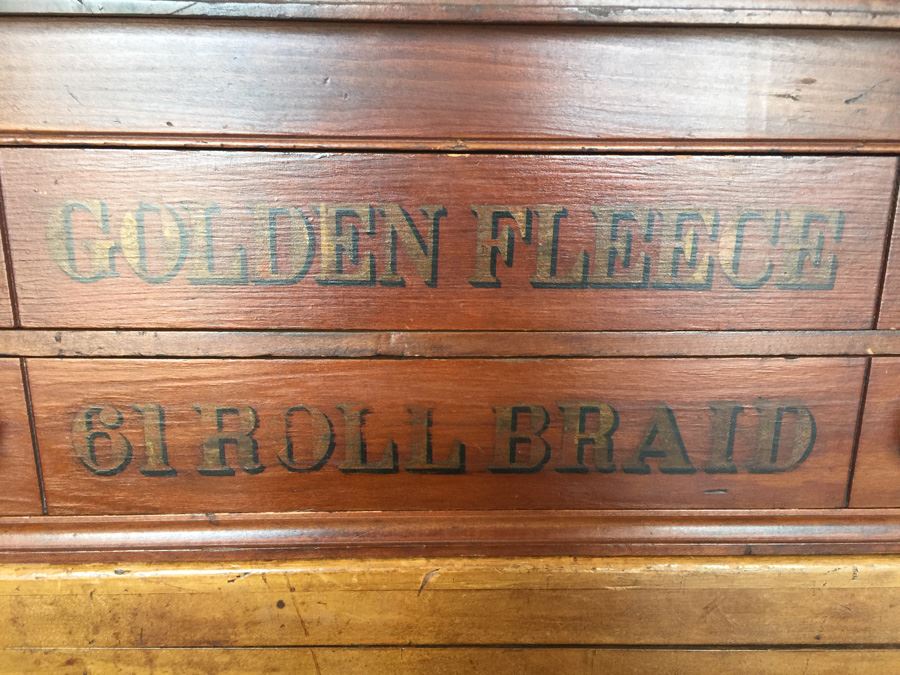 GOLDEN FLEECE
61 ROLL BRAID